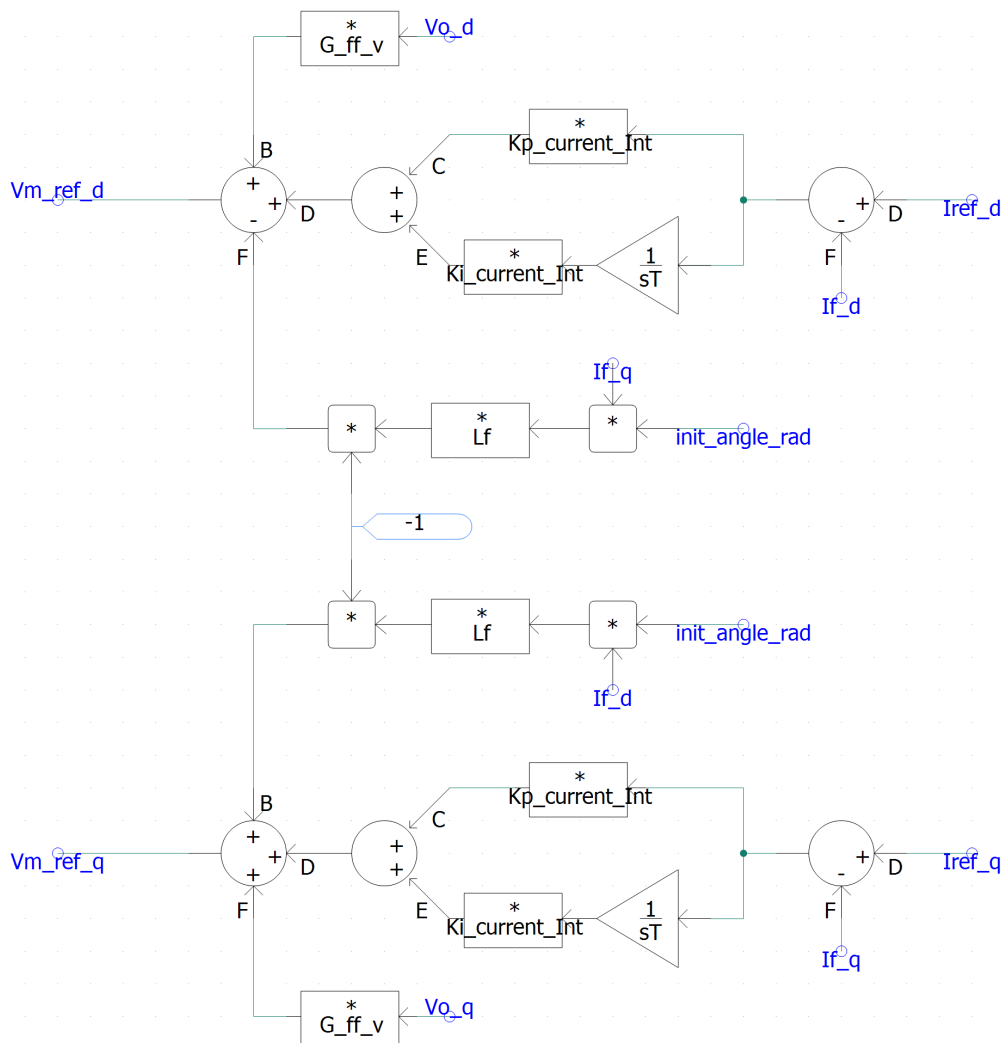 *
G_ff_v
Vo_d
B
*
Kp_current_Int
C
Vm_ref_d
+
+
-
D
+
+
+
-
D
Iref_d
F
E
*
Ki_current_Int
1
sT
F
If_d
If_q
*
*
Lf
*
init_angle_rad
-1
*
*
Lf
*
init_angle_rad
If_d
*
Kp_current_Int
B
C
Vm_ref_q
+
+
+
D
+
+
+
-
D
Iref_q
F
E
*
Ki_current_Int
1
sT
F
If_q
*
G_ff_v
Vo_q